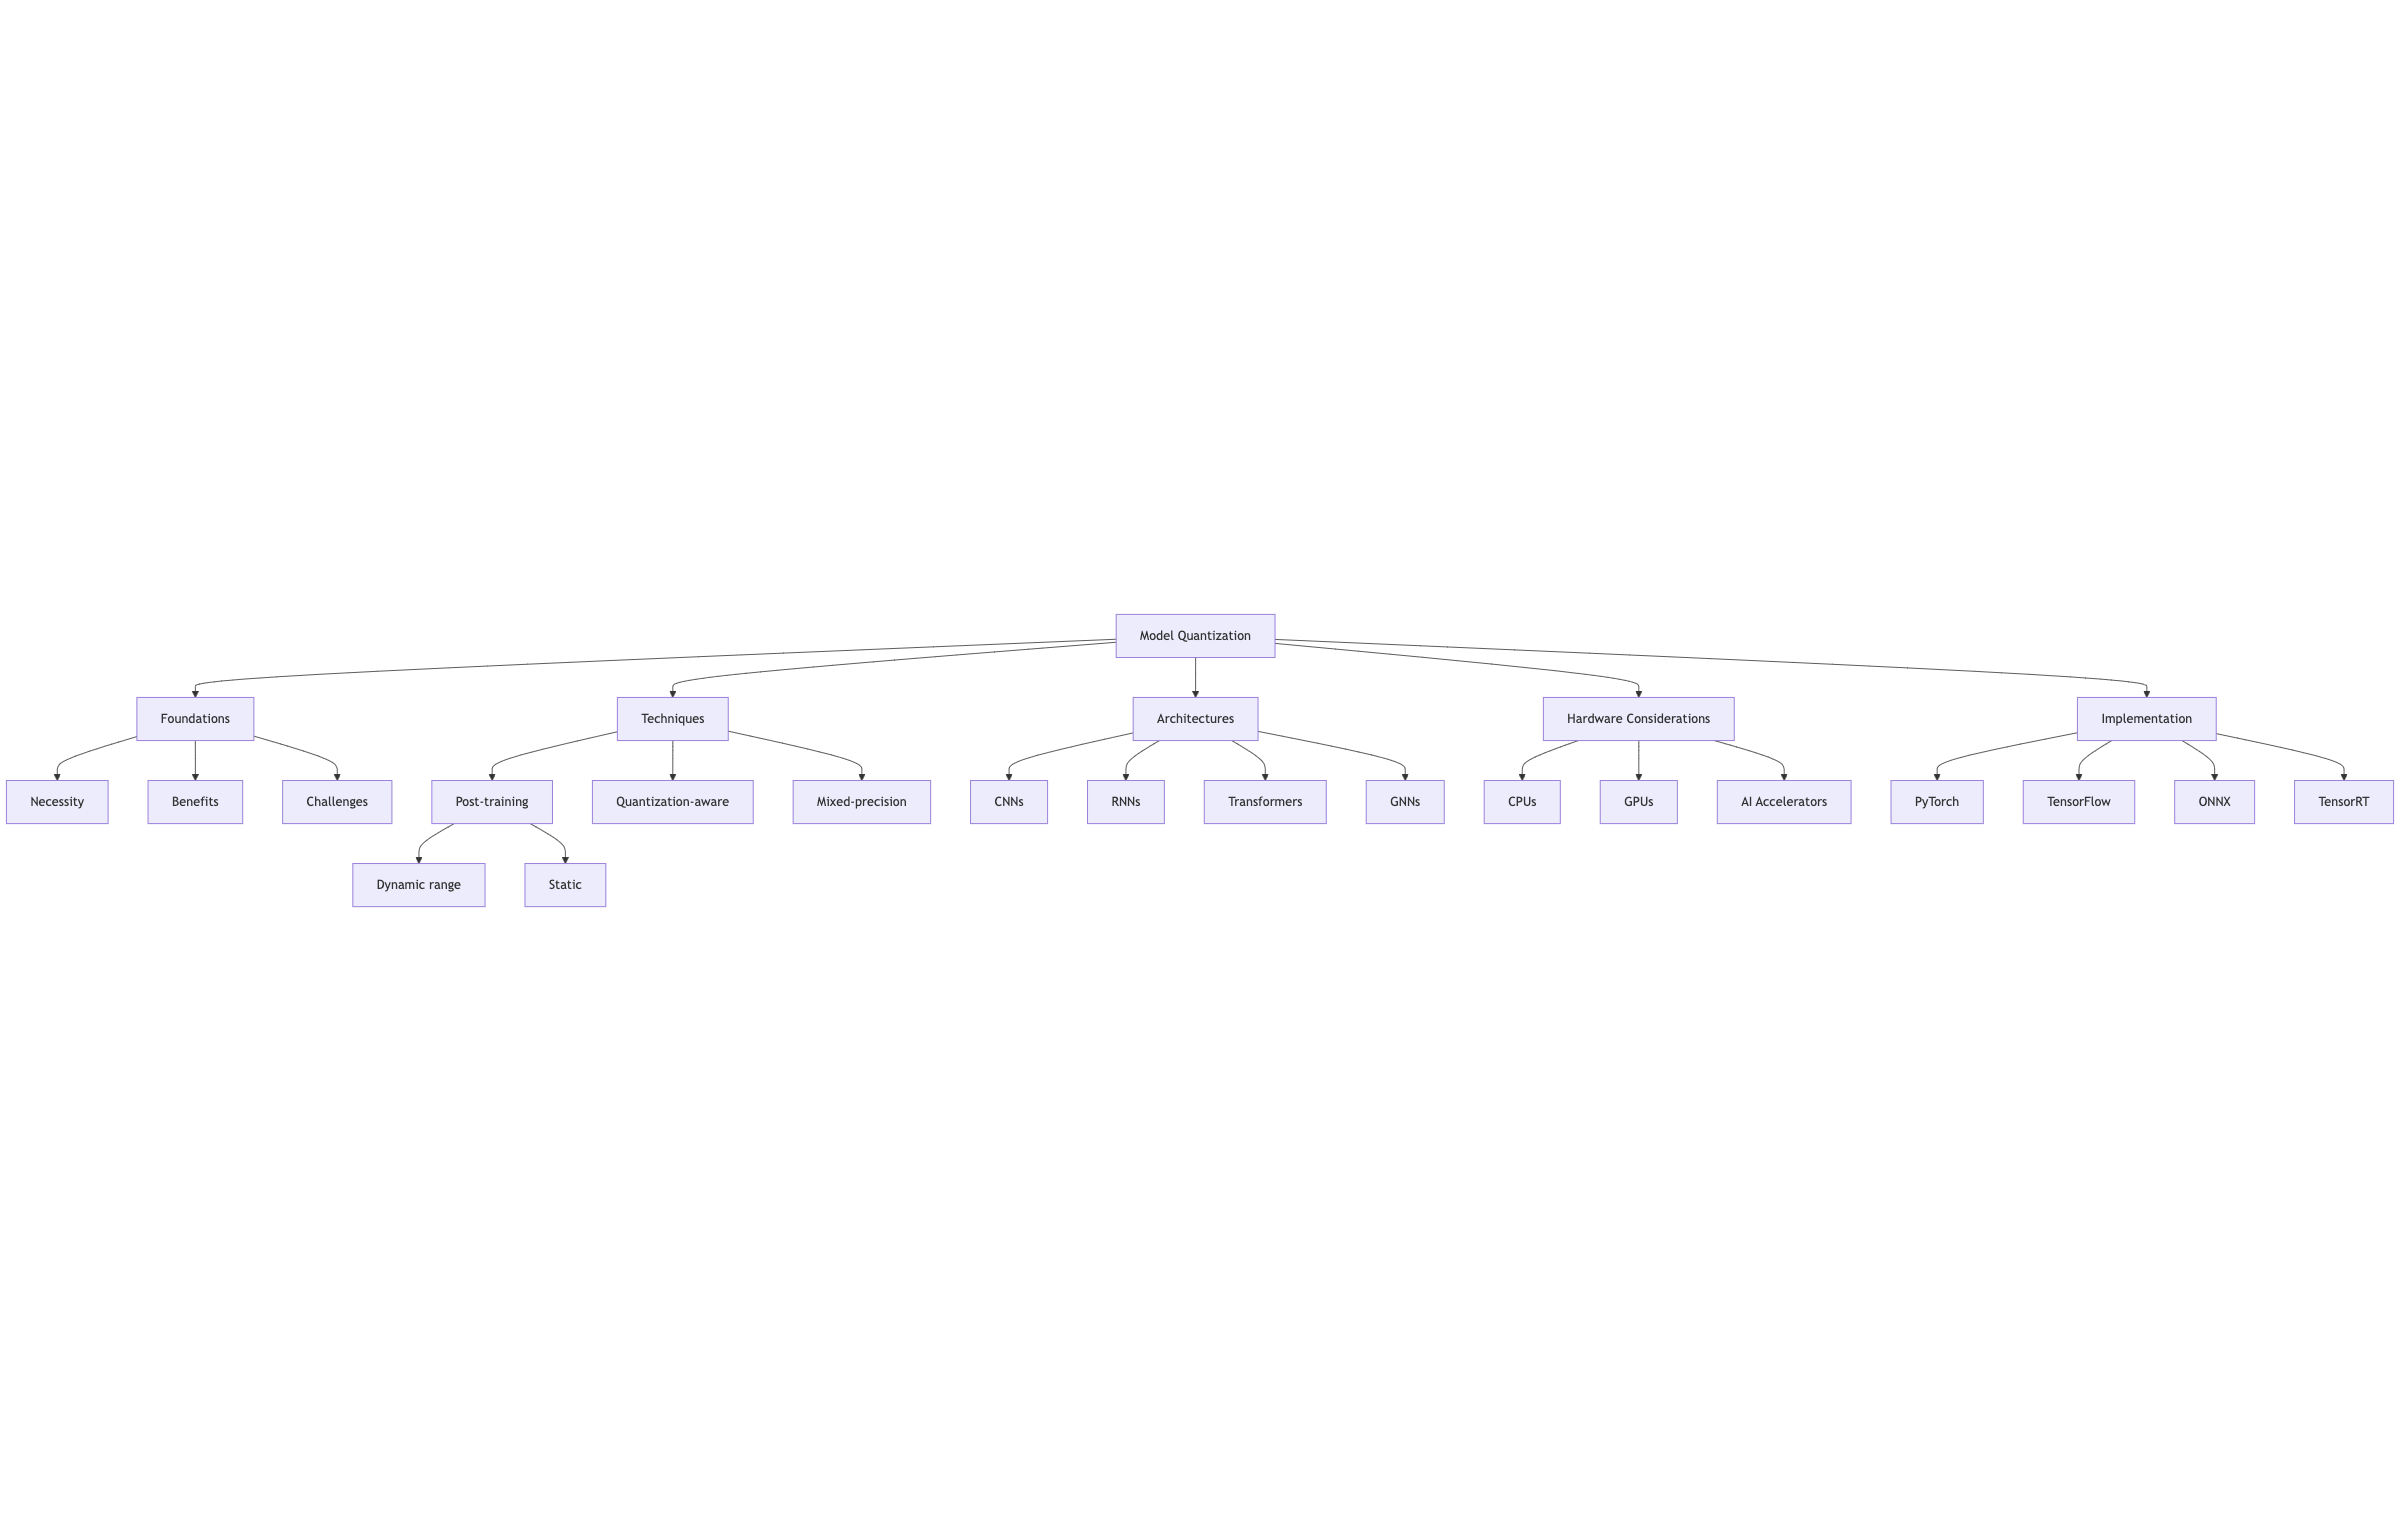 Model Quantization
Foundations
Techniques
Architectures
Hardware Considerations
Implementation
Necessity
Benefits
Challenges
Post-training
Quantization-aware
Mixed-precision
CNNs
RNNs
Transformers
GNNs
CPUs
GPUs
AI Accelerators
PyTorch
TensorFlow
ONNX
TensorRT
Dynamic range
Static